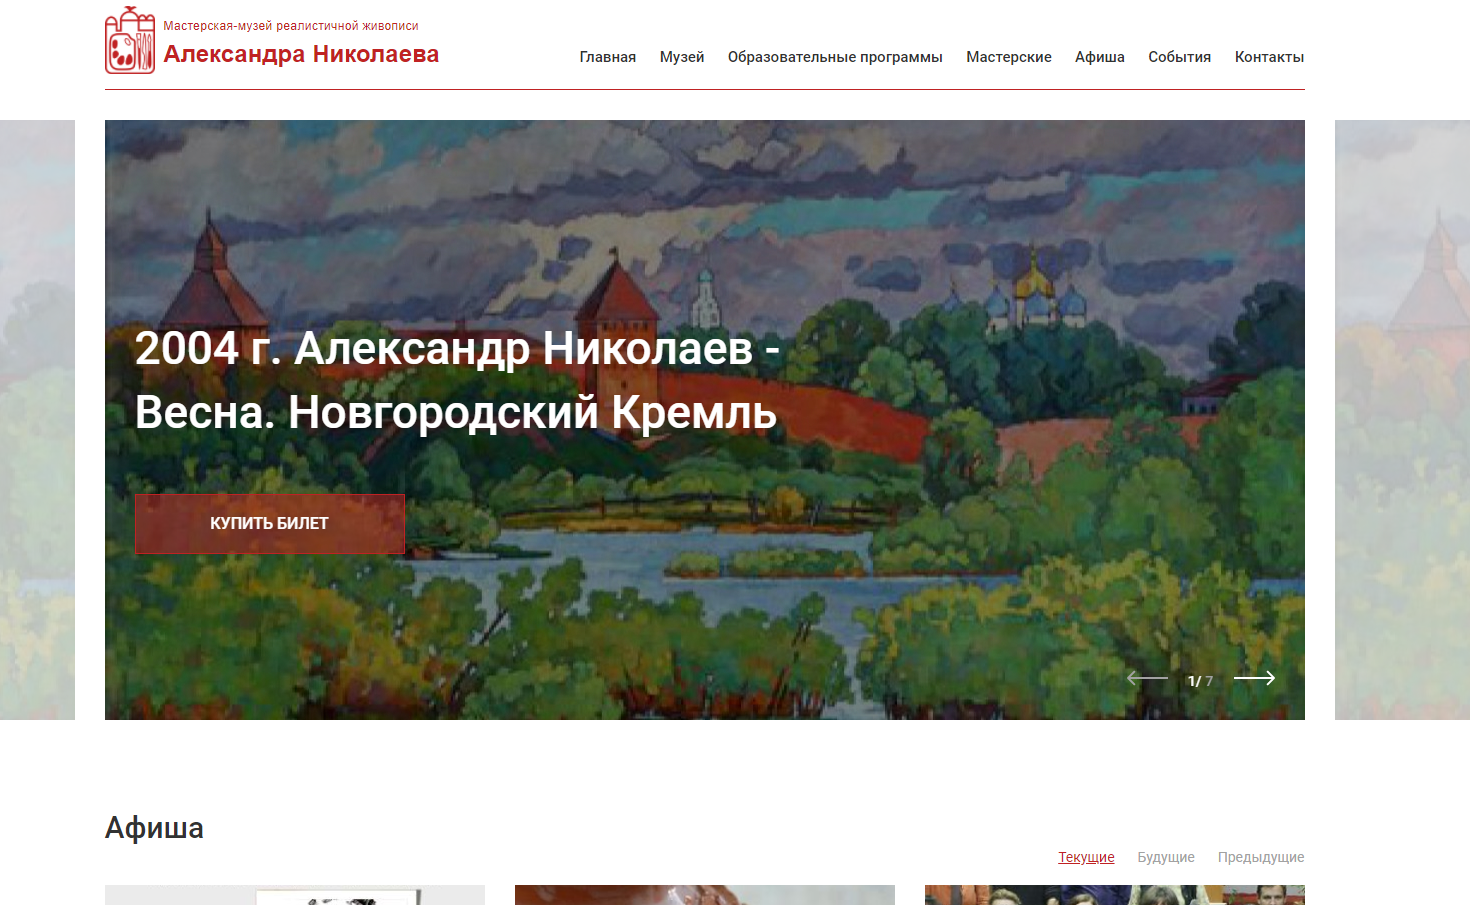 Мастерская-музей реалистичной живописи
Александра Николаева
Главная Музей Образовательные программы Мастерские Афиша События Контакты
2004 г. Александр Николаев -
Весна. Новгородский Кремль
КУПИТЬ БИЛЕТ
1/ 7
Афиша
Текущие Будущие Предыдущие